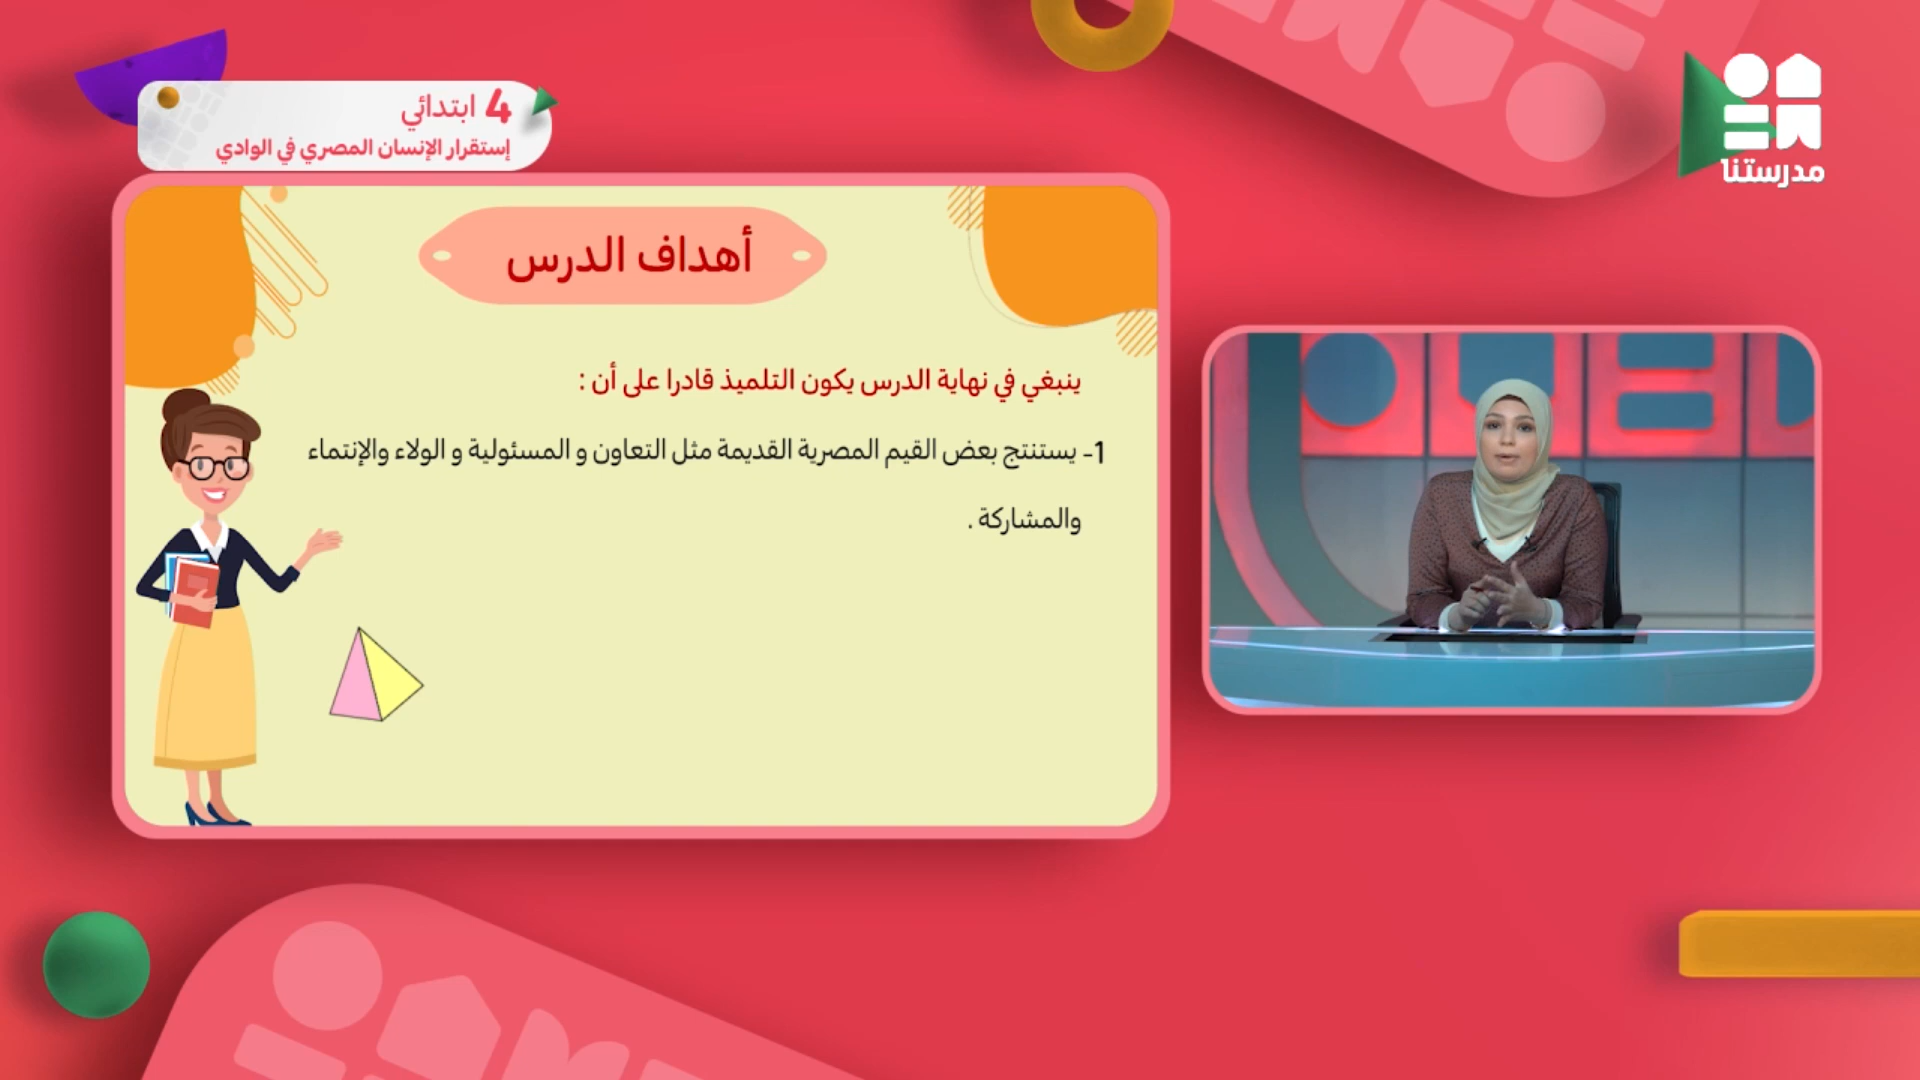 4 ابتدائي
إستقرار الإنسان المصري في الوادي
مدرستنا
أهداف الدرس
ينبغي في نهاية الدرس يكون التلميذ قادرا على أن :
1- يستنتج بعض القيم المصرية القديمة مثل التعاون و المسئولية و الولاء والإنتماء
والمشاركة .